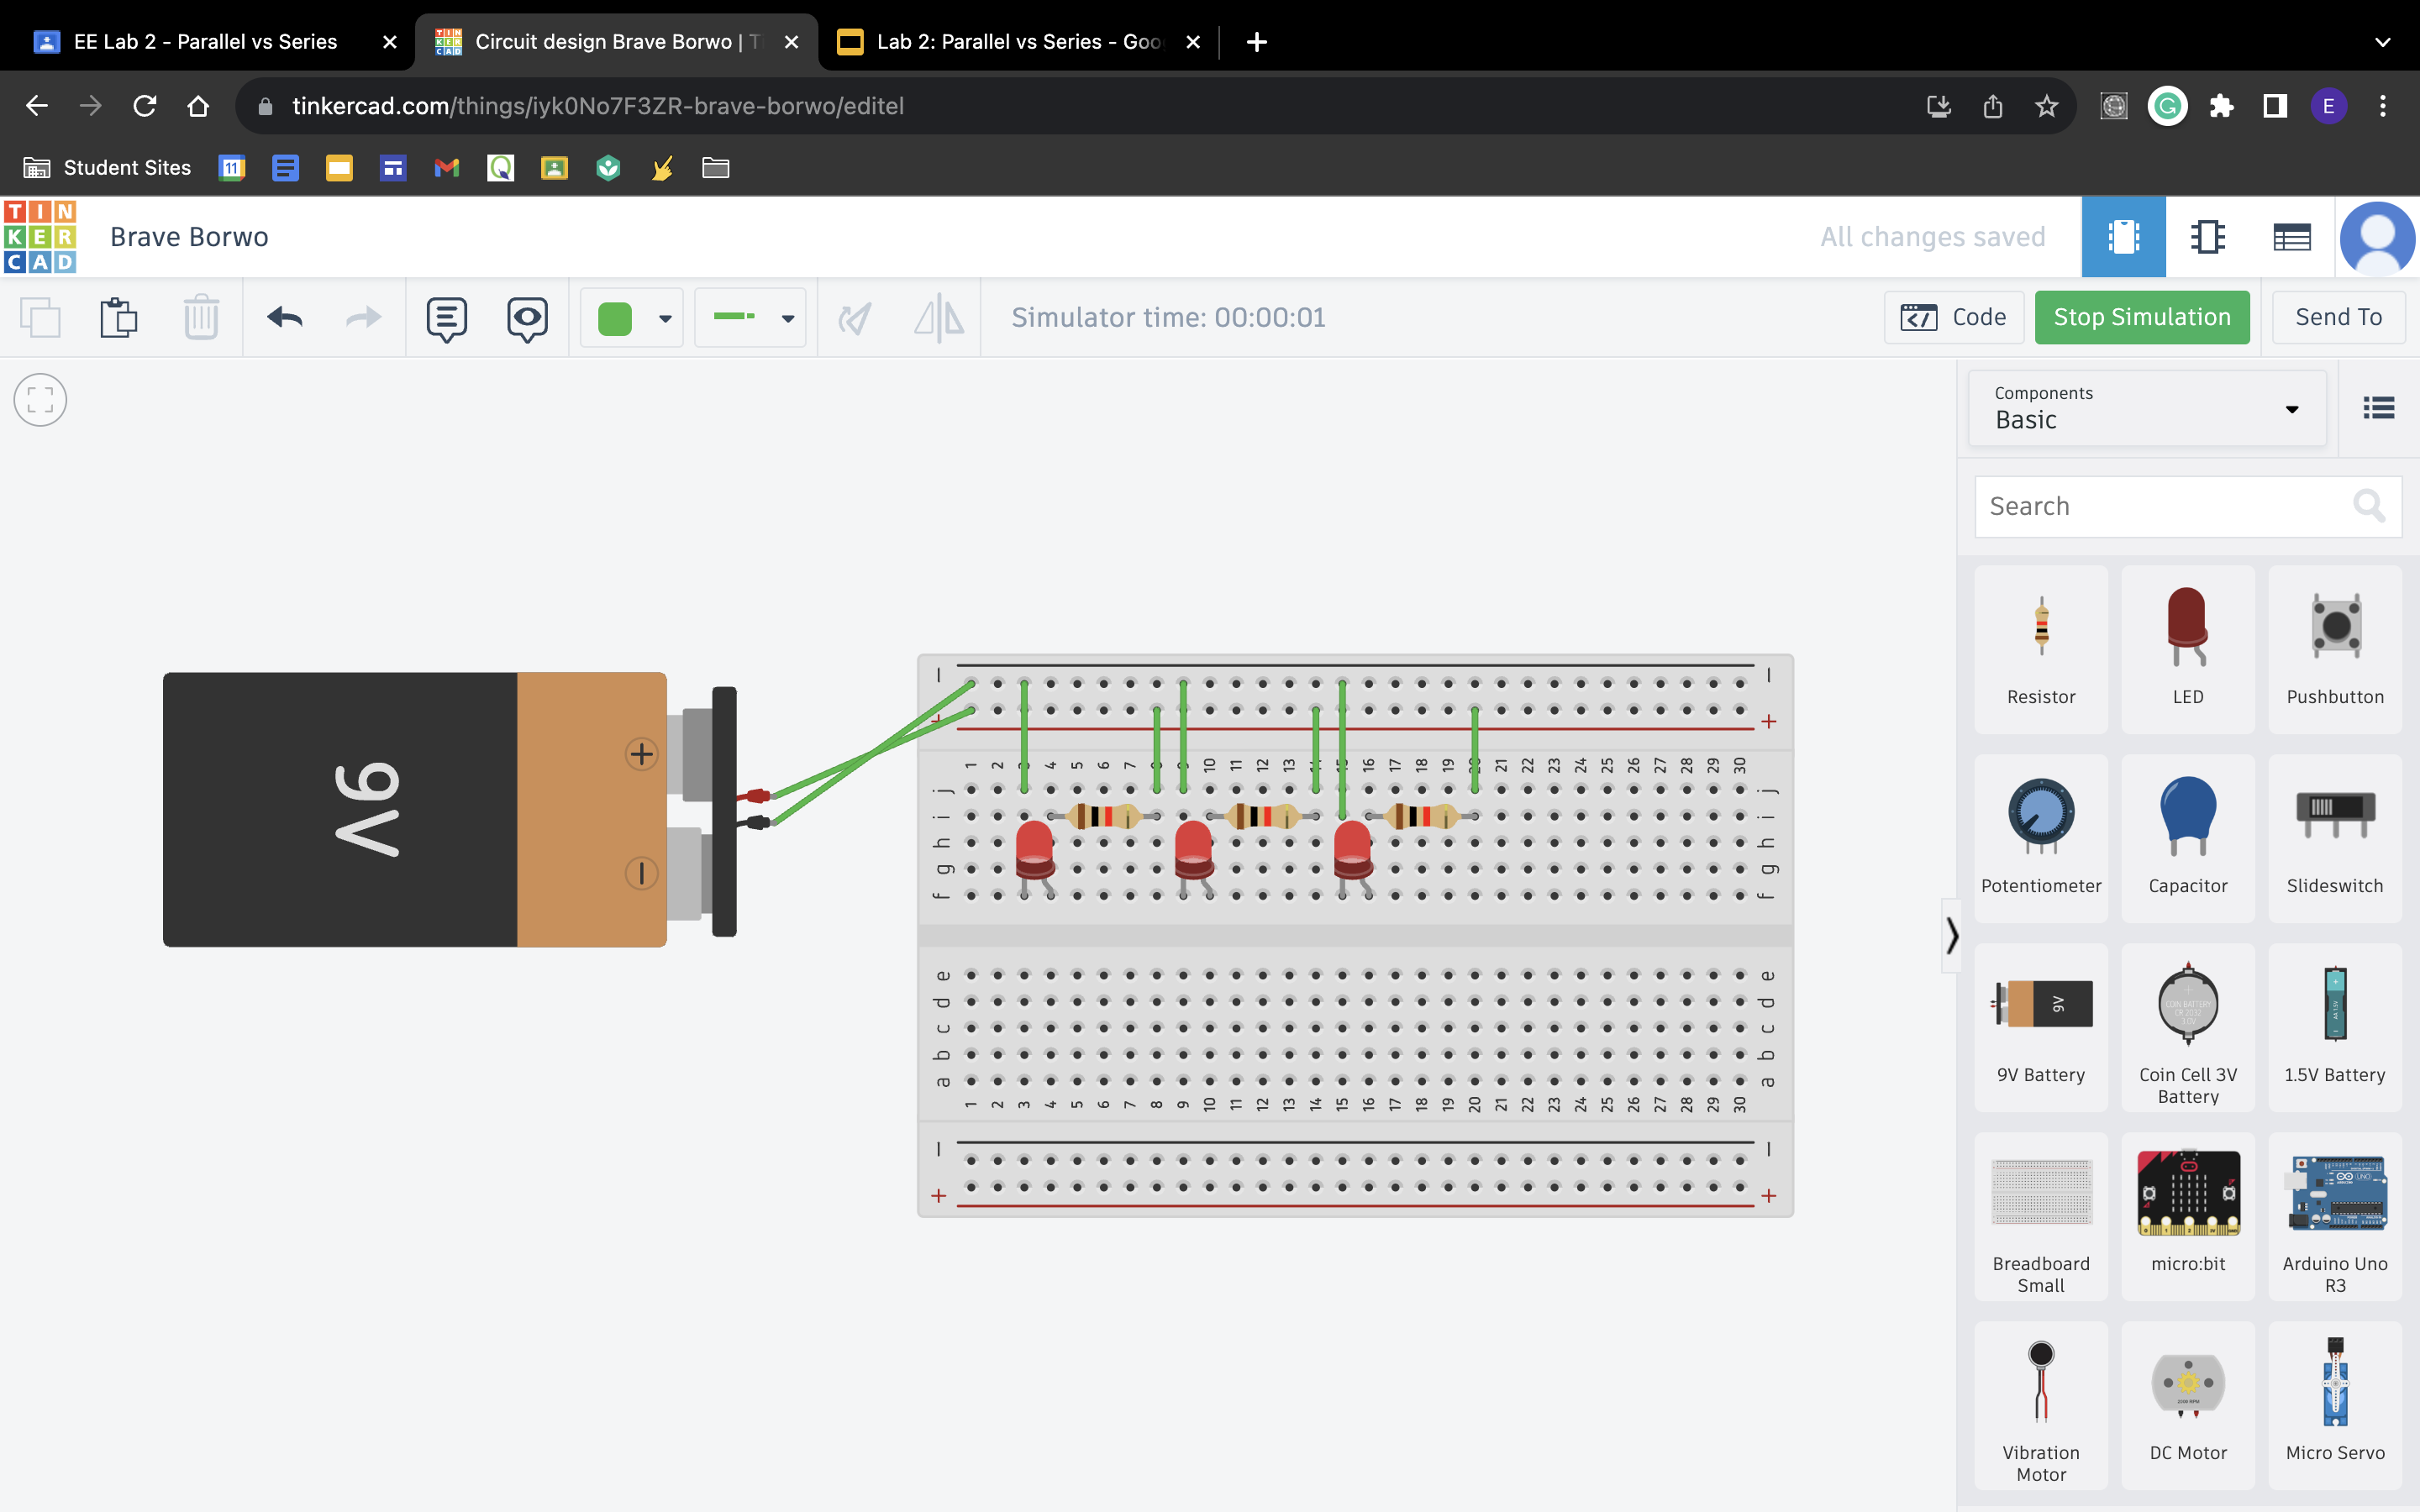 EE Lab 2 - Parallel vs Series
Circuit design Brave Borwo | T
Lab 2: Parallel vs Series - Goo
tinkercad.com/things/iyk0No7F3ZR-brave-borwo/editel
E
Student Sites
11
TIN
KER
CAD
Brave Borwo
All changes saved
Simulator time: 00:00:01
Code
Stop Simulation
Send To
Components
Basic
Search
Resistor
LED
Pushbutton
Potentiometer
Capacitor
Slideswitch
9V Battery
Coin Cell 3V Battery
1.5V Battery
Breadboard Small
micro:bit
Arduino Uno R3
Vibration Motor
DC Motor
Micro Servo
9V
+
−
1 2 3 4 5 6 7 8 9 10 11 12 13 14 15 16 17 18 19 20 21 22 23 24 25 26 27 28 29 30
j
i
h
g
f
e
d
c
b
a
1 2 3 4 5 6 7 8 9 10 11 12 13 14 15 16 17 18 19 20 21 22 23 24 25 26 27 28 29 30